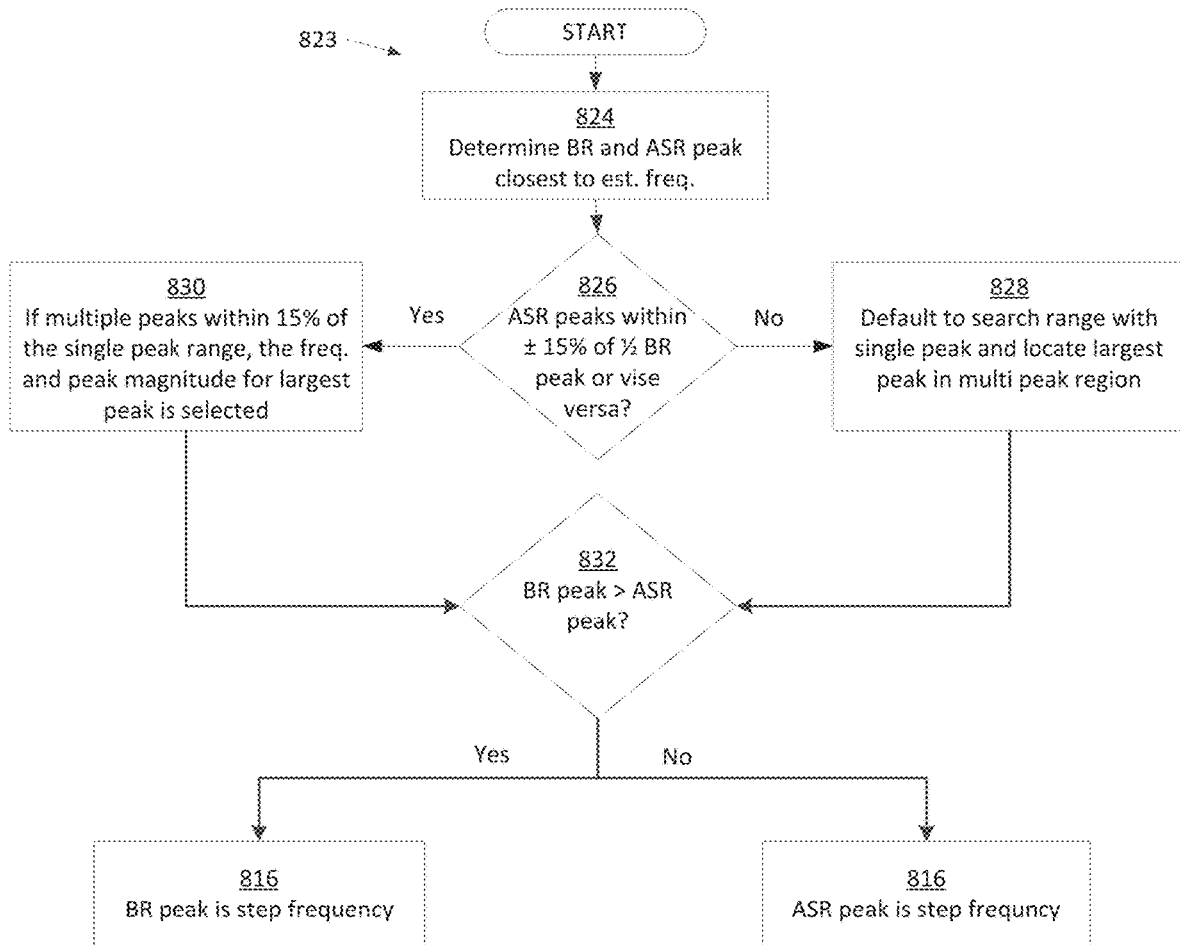 823
START
824
Determine BR and ASR peak
closest to est. freq.
830
If multiple peaks within 15% of
the single peak range, the freq.
and peak magnitude for largest
peak is selected
Yes
826
ASR peaks within
± 15% of ½ BR
peak or vise
versa?
No
828
Default to search range with
single peak and locate largest
peak in multi peak region
832
BR peak > ASR
peak?
Yes
No
816
BR peak is step frequency
816
ASR peak is step frequncy